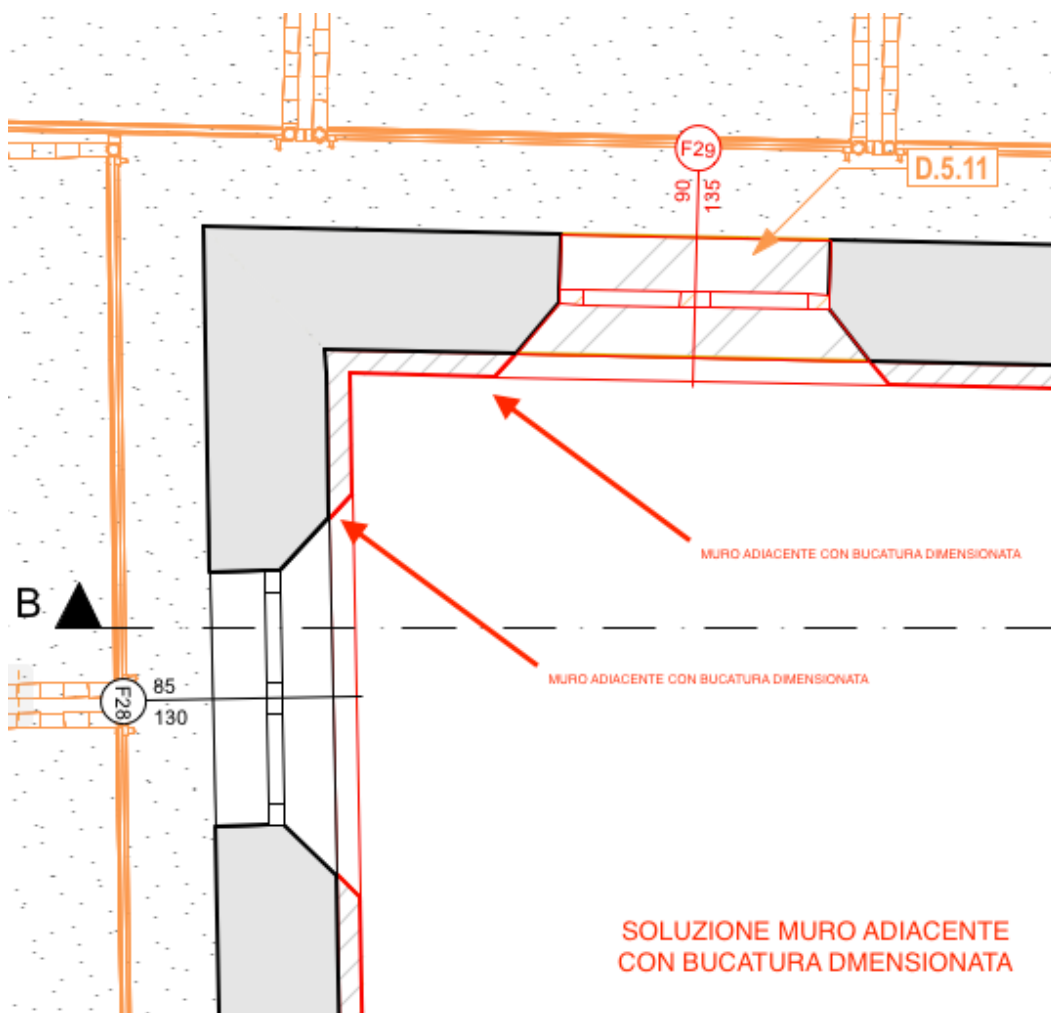 F29
90
135
D.5.11
MURO ADIACENTE CON BUCATURA DIMENSIONATA
B
MURO ADIACENTE CON BUCATURA DIMENSIONATA
F28
85
130
SOLUZIONE MURO ADIACENTE
CON BUCATURA DMENSIONATA